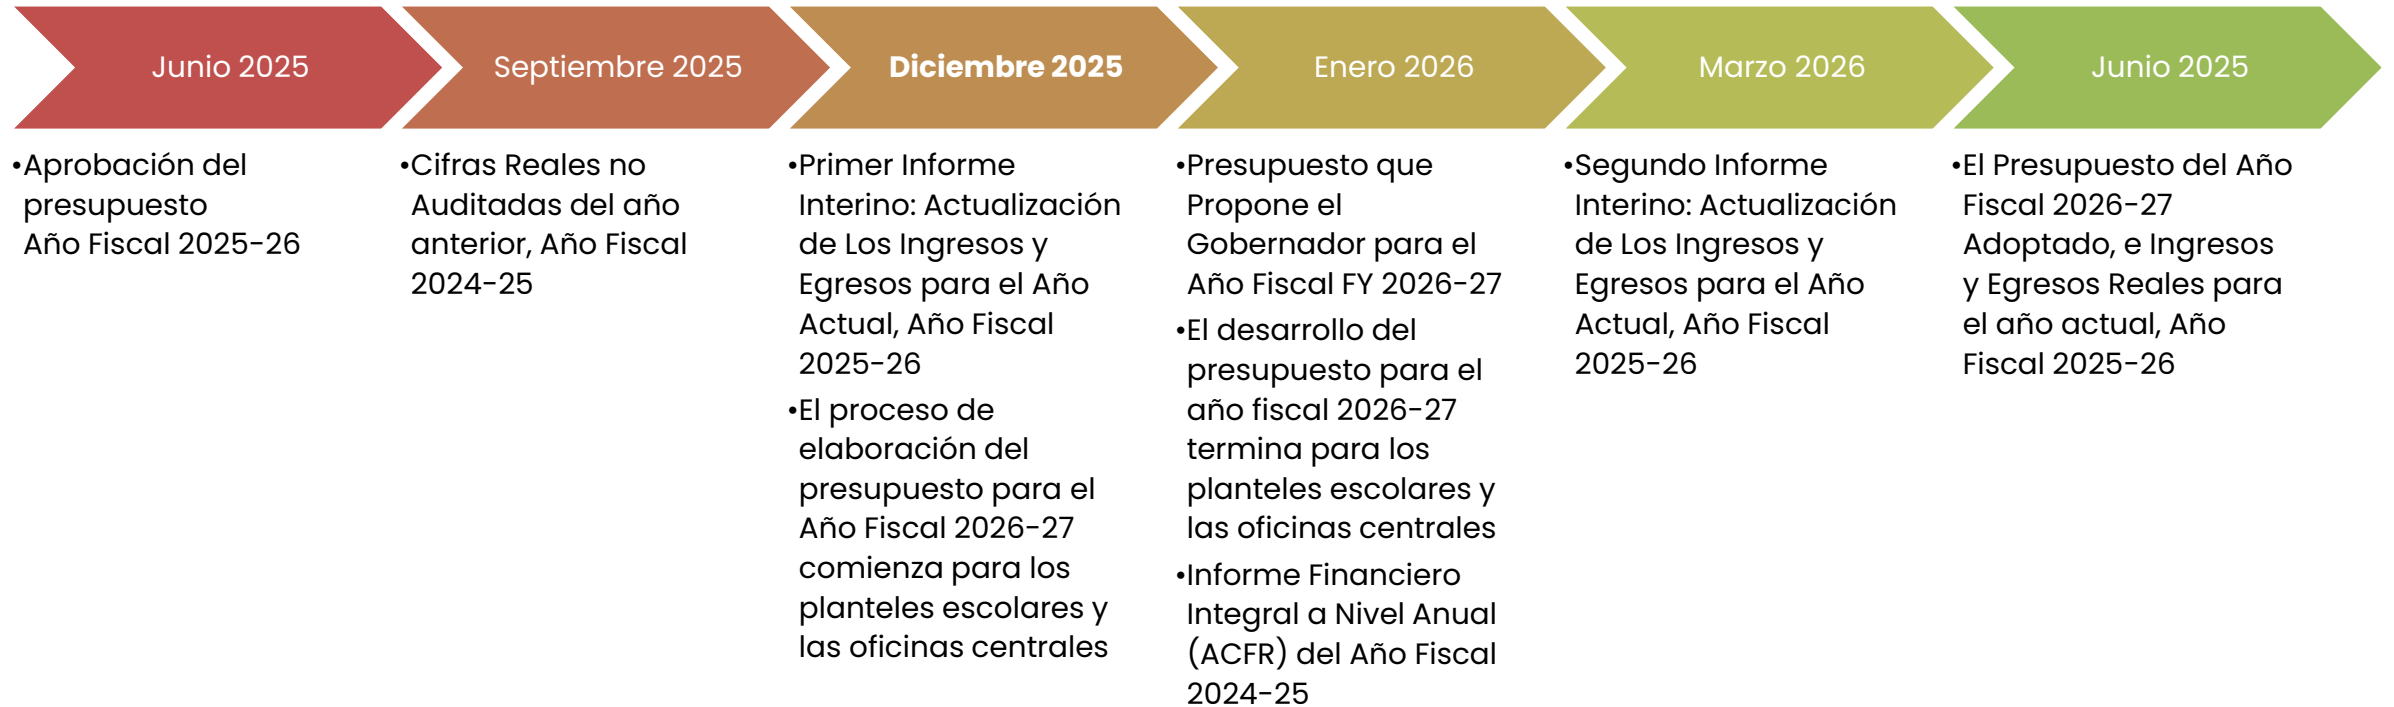 Junio 2025
•Aprobación del
presupuesto
Año Fiscal 2025-26
Septiembre 2025
•Cifras Reales no
Auditadas del año
anterior, Año Fiscal
2024-25
Diciembre 2025
•Primer Informe
Interino: Actualización
de Los Ingresos y
Egresos para el Año
Actual, Año Fiscal
2025-26
•El proceso de
elaboración del
presupuesto para el
Año Fiscal 2026-27
comienza para los
planteles escolares y
las oficinas centrales
Enero 2026
•Presupuesto que
Propone el
Gobernador para el
Año Fiscal FY 2026-27
•El desarrollo del
presupuesto para el
año fiscal 2026-27
termina para los
planteles escolares y
las oficinas centrales
•Informe Financiero
Integral a Nivel Anual
(ACFR) del Año Fiscal
2024-25
Marzo 2026
•Segundo Informe
Interino: Actualización
de Los Ingresos y
Egresos para el Año
Actual, Año Fiscal
2025-26
Junio 2025
•El Presupuesto del Año
Fiscal 2026-27
Adoptado, e Ingresos
y Egresos Reales para
el año actual, Año
Fiscal 2025-26